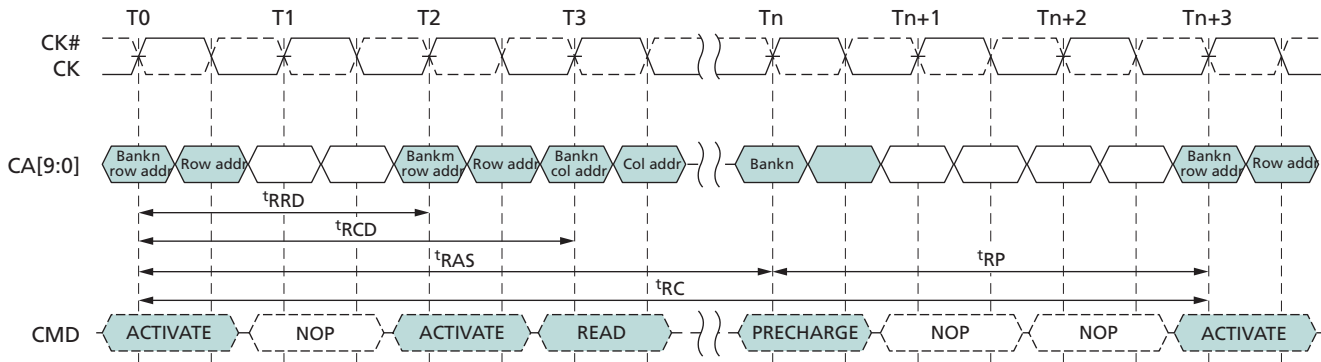 T0 T1 T2 T3 Tn Tn+1 Tn+2 Tn+3
CK#
CK
CA[9:0]
Bankn row addr
Row addr
Bankm row addr
Row addr
Bankn col addr
Col addr
Bankn
Bankn row addr
Row addr
tRRD
tRCD
tRAS tRP
tRC
CMD ACTIVATE NOP ACTIVATE READ PRECHARGE NOP NOP ACTIVATE